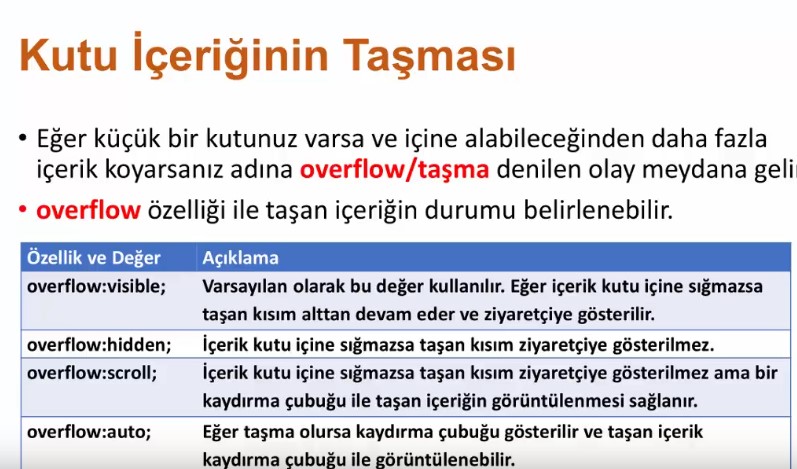 Kutu İçeriğinin Taşması
• Eğer küçük bir kutunuz varsa ve içine alabileceğinden daha fazla
içerik koyarsanız adına overflow/taşma denilen olay meydana geli
• overflow özelliği ile taşan içeriğin durumu belirlenebilir.
Özellik ve Değer Açıklama
overflow:visible; Varsayılan olarak bu değer kullanılır. Eğer içerik kutu içine sığmazsa
taşan kısım alttan devam eder ve ziyaretçiye gösterilir.
overflow:hidden; İçerik kutu içine sığmazsa taşan kısım ziyaretçiye gösterilmez.
overflow:scroll; İçerik kutu içine sığmazsa taşan kısım ziyaretçiye gösterilmez ama bir
kaydırma çubuğu ile taşan içeriğin görüntülenmesi sağlanır.
overflow:auto; Eğer taşma olursa kaydırma çubuğu gösterilir ve taşan içerik
kaydırma çubuğu ile görüntülenebilir.